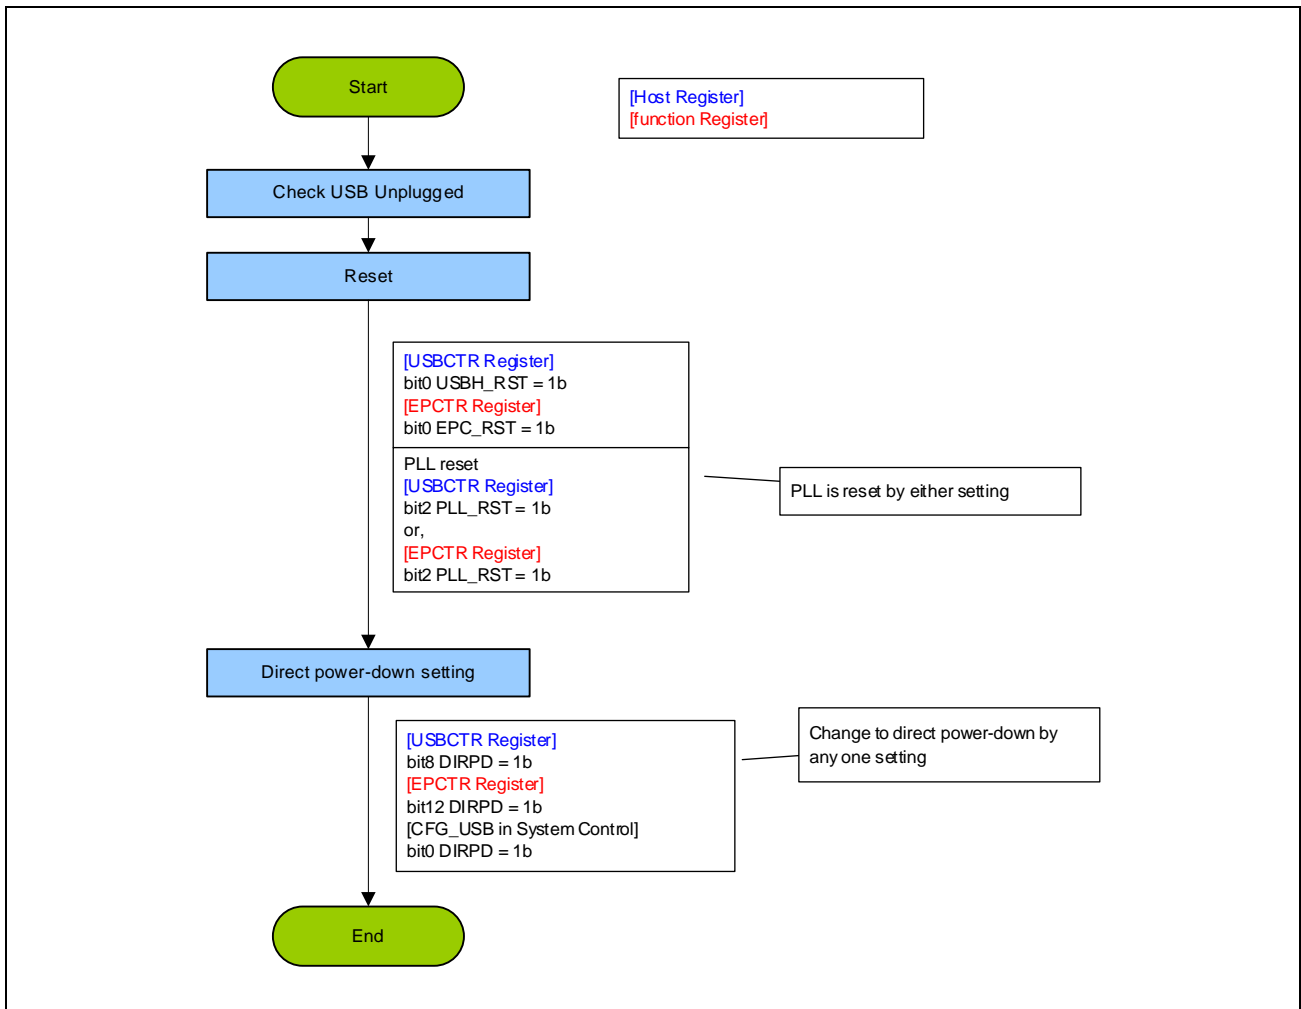 Start
[Host Register]
[function Register]
Check USB Unplugged
Reset
[USBCTR Register]
bit0 USBH_RST = 1b
[EPCTR Register]
bit0 EPC_RST = 1b
PLL reset
[USBCTR Register]
bit2 PLL_RST = 1b
or,
[EPCTR Register]
bit2 PLL_RST = 1b
PLL is reset by either setting
Direct power-down setting
[USBCTR Register]
bit8 DIRPD = 1b
[EPCTR Register]
bit12 DIRPD = 1b
[CFG_USB in System Control]
bit0 DIRPD = 1b
Change to direct power-down by
any one setting
End